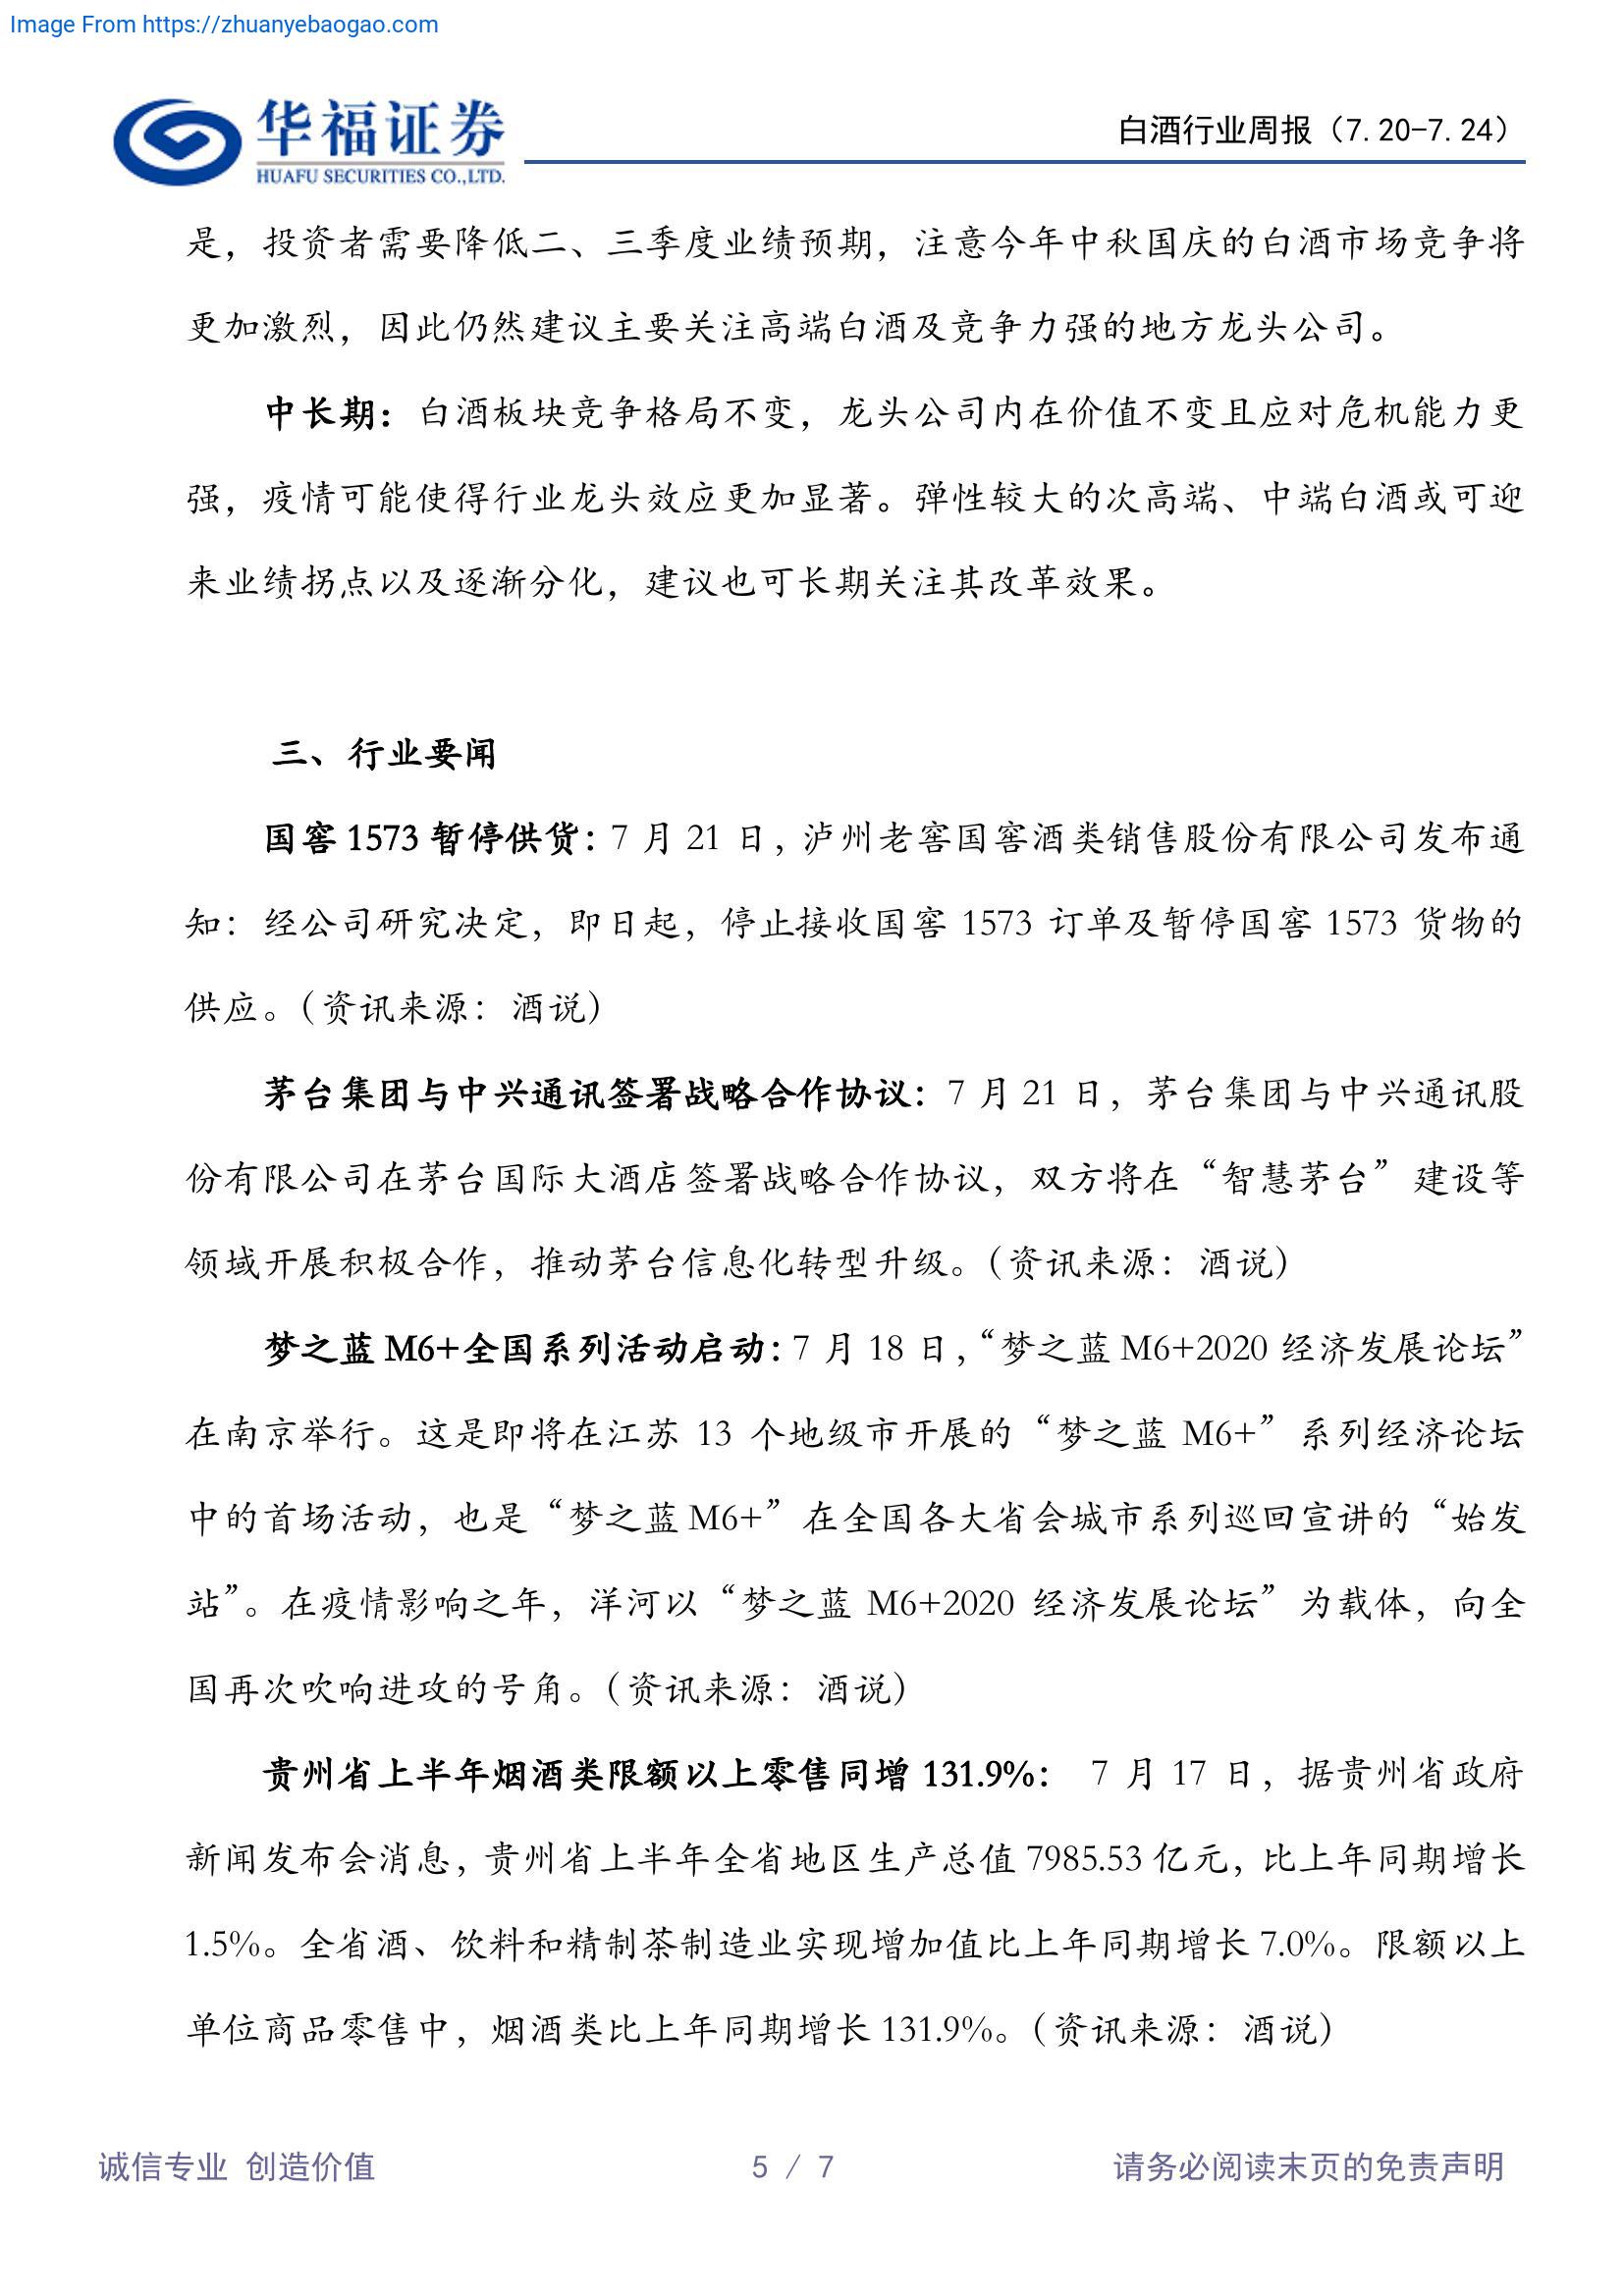 Image From https://zhuanyebaogao.com
华福证券
HUAFU SECURITIES CO.,LTD.
白酒行业周报（7.20-7.24）
是，投资者需要降低二、三季度业绩预期，注意今年中秋国庆的白酒市场竞争将
更加激烈，因此仍然建议主要关注高端白酒及竞争力强的地方龙头公司。
中长期：白酒板块竞争格局不变，龙头公司内在价值不变且应对危机能力更
强，疫情可能使得行业龙头效应更加显著。弹性较大的次高端、中端白酒或可迎
来业绩拐点以及逐渐分化，建议也可长期关注其改革效果。
三、行业要闻
国窖 1573 暂停供货：7 月 21 日，泸州老窖国窖酒类销售股份有限公司发布通
知：经公司研究决定，即日起，停止接收国窖 1573 订单及暂停国窖 1573 货物的
供应。（资讯来源：酒说）
茅台集团与中兴通讯签署战略合作协议：7 月 21 日，茅台集团与中兴通讯股
份有限公司在茅台国际大酒店签署战略合作协议，双方将在“智慧茅台”建设等
领域开展积极合作，推动茅台信息化转型升级。（资讯来源：酒说）
梦之蓝 M6+全国系列活动启动：7 月 18 日，“梦之蓝 M6+2020 经济发展论坛”
在南京举行。这是即将在江苏 13 个地级市开展的“梦之蓝 M6+”系列经济论坛
中的首场活动，也是“梦之蓝 M6+”在全国各大省会城市系列巡回宣讲的“始发
站”。在疫情影响之年，洋河以“梦之蓝 M6+2020 经济发展论坛”为载体，向全
国再次吹响进攻的号角。（资讯来源：酒说）
贵州省上半年烟酒类限额以上零售同增 131.9%： 7 月 17 日，据贵州省政府
新闻发布会消息，贵州省上半年全省地区生产总值 7985.53 亿元，比上年同期增长
1.5%。全省酒、饮料和精制茶制造业实现增加值比上年同期增长 7.0%。限额以上
单位商品零售中，烟酒类比上年同期增长 131.9%。（资讯来源：酒说）
诚信专业 创造价值
5 / 7
请务必阅读末页的免责声明